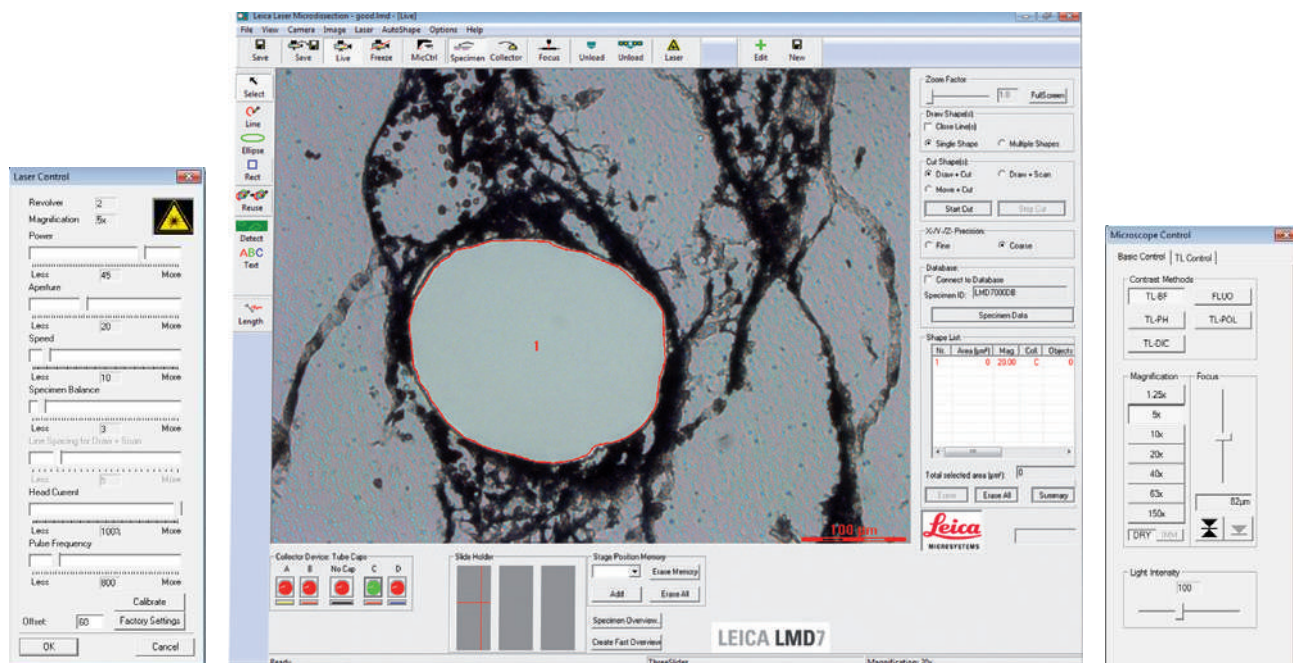 Laser Control
Revolver 2
Magnification 5x
Power
Less 45 More
Aperture
Less 20 More
Speed
Less 10 More
Specimen Balance
Less 3 More
Line Spacing for Draw + Scan
Less More
Head Current
Less 100% More
Pulse Frequency
Less 800 More
Calibrate
Offset: 60 Factory Settings
OK Cancel
Leica Laser Microdissection - good.lmd - [Live]
File View Camera Image Laser AutoShape Options Help
Save Save Live Freeze MicCtrl Specimen Collector Focus Unload Unload Laser Edit New
Select
Line
Ellipse
Rect
Reuse
Detect
ABC
Text
Length
1
100 µm
Zoom Factor
1.0 FullScreen
Draw Shape(s):
Close Line(s)
Single Shape Multiple Shapes
Cut Shape(s):
Draw + Cut Draw + Scan
Move + Cut
Start Cut Stop Cut
X-/Y-/Z- Precision:
Fine Coarse
Database:
Connect to Database
Specimen ID: LMD7000DB
Specimen Data
Shape List:
Nr. Area (µm²) Mag Coll. Objects
1 0 20.00 C 0
Total selected area (µm²): 0
Erase Erase All Summary
Leica
MICROSYSTEMS
Collector Device: Tube Caps
A B No Cap C D
Slide Holder
Stage Position Memory
Erase Memory
Add Erase All
Specimen Overview..
Create Fast Overview
LEICA LMD7
Ready ThreeSlides Magnification: 20x
Microscope Control
Basic Control TL Control
Contrast Methods
TL-BF FLUO
TL-PH TL-POL
TL-DIC
Magnification Focus
1.25x
5x
10x
20x
40x
63x
150x
82µm
DRY IMM
Light Intensity
100